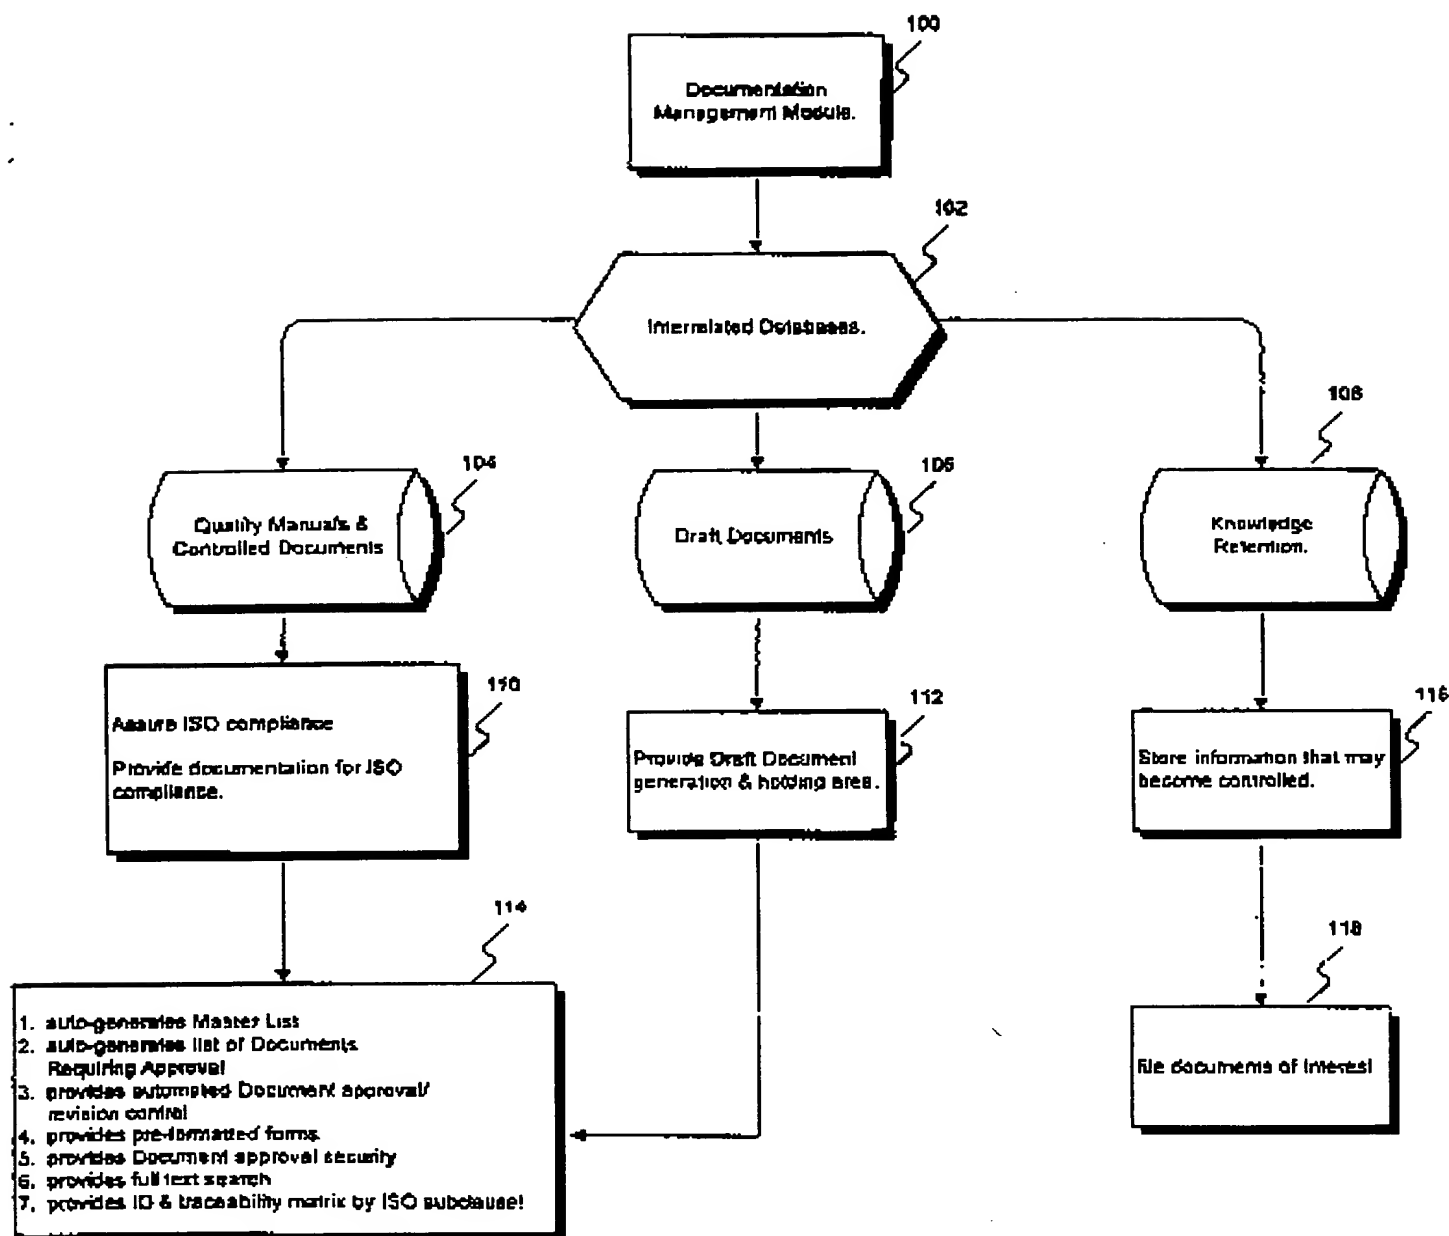 100
Documentation
Management Module.
102
Interrelated Databases.
108
104
106
Quality Manuals &
Controlled Documents
Draft Documents
Knowledge
Retention.
110
112
116
Assure ISO compliance
Provide documentation for ISO
compliance.
Provide Draft Document
generation & holding area.
Store information that may
become controlled.
114
118
1. auto-generates Master List
2. auto-generates list of Documents
Requiring Approval
3. provides automated Document approval/
revision control
4. provides pre-formatted forms.
5. provides Document approval security
6. provides full text search
7. provides ID & traceability matrix by ISO subclause!
file documents of interest